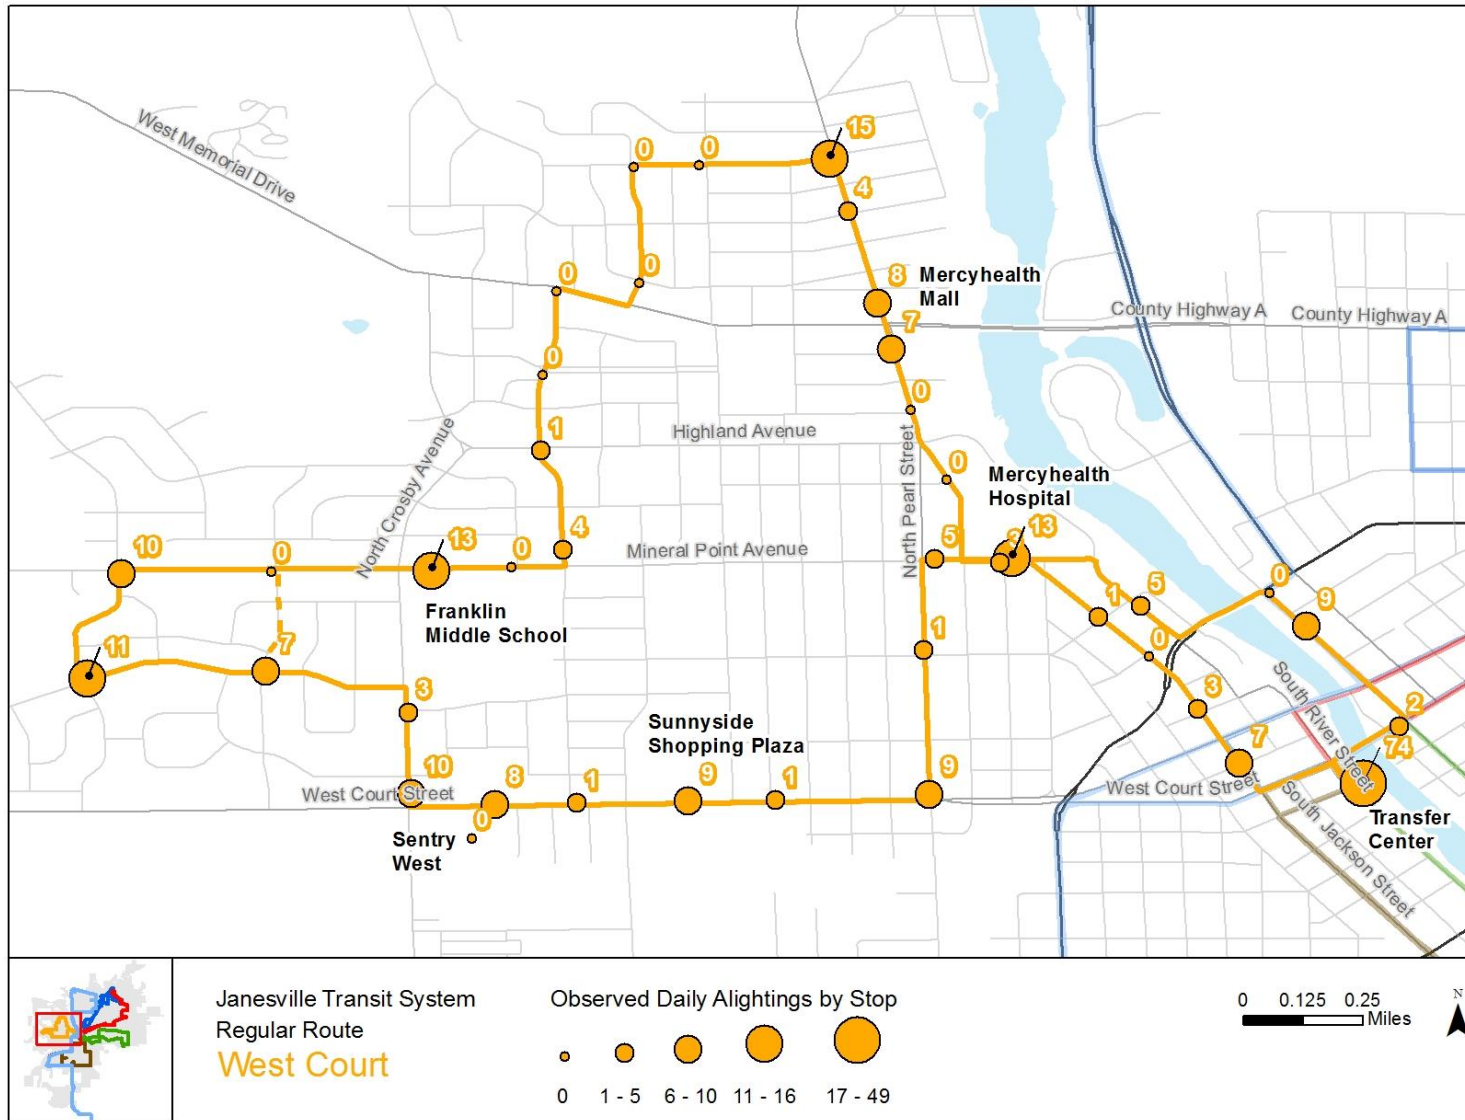 15
0
0
4
West Memorial Drive
0
0
8
Mercyhealth
Mall
7
County Highway A
County Highway A
0
0
1
Highland Avenue
North Crosby Avenue
North Pearl Street
0
Mercyhealth
Hospital
10
0
13
0
4
Mineral Point Avenue
5
3
13
Franklin
Middle School
1
5
0
9
11
7
1
0
3
3
2
South River Street
Sunnyside
Shopping Plaza
10
8
1
9
1
9
7
74
West Court Street
West Court Street
0
Sentry
West
South Jackson Street
Transfer
Center
Janesville Transit System
Regular Route
West Court
Observed Daily Alightings by Stop
0
1 - 5
6 - 10
11 - 16
17 - 49
0 0.125 0.25
Miles
N